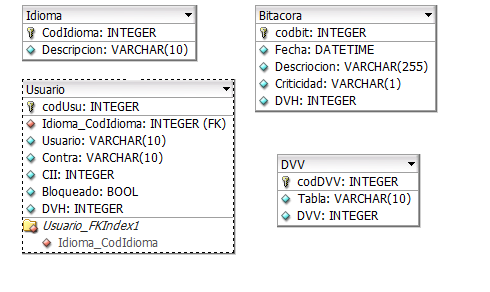 Idioma
CodIdioma: INTEGER
Descripcion: VARCHAR(10)
Usuario
codUsu: INTEGER
Idioma_CodIdioma: INTEGER (FK)
Usuario: VARCHAR(10)
Contra: VARCHAR(10)
CII: INTEGER
Bloqueado: BOOL
DVH: INTEGER
Usuario_FKIndex1
Idioma_CodIdioma
Bitacora
codbit: INTEGER
Fecha: DATETIME
Descriocion: VARCHAR(255)
Criticidad: VARCHAR(1)
DVH: INTEGER
DVV
codDVV: INTEGER
Tabla: VARCHAR(10)
DVV: INTEGER